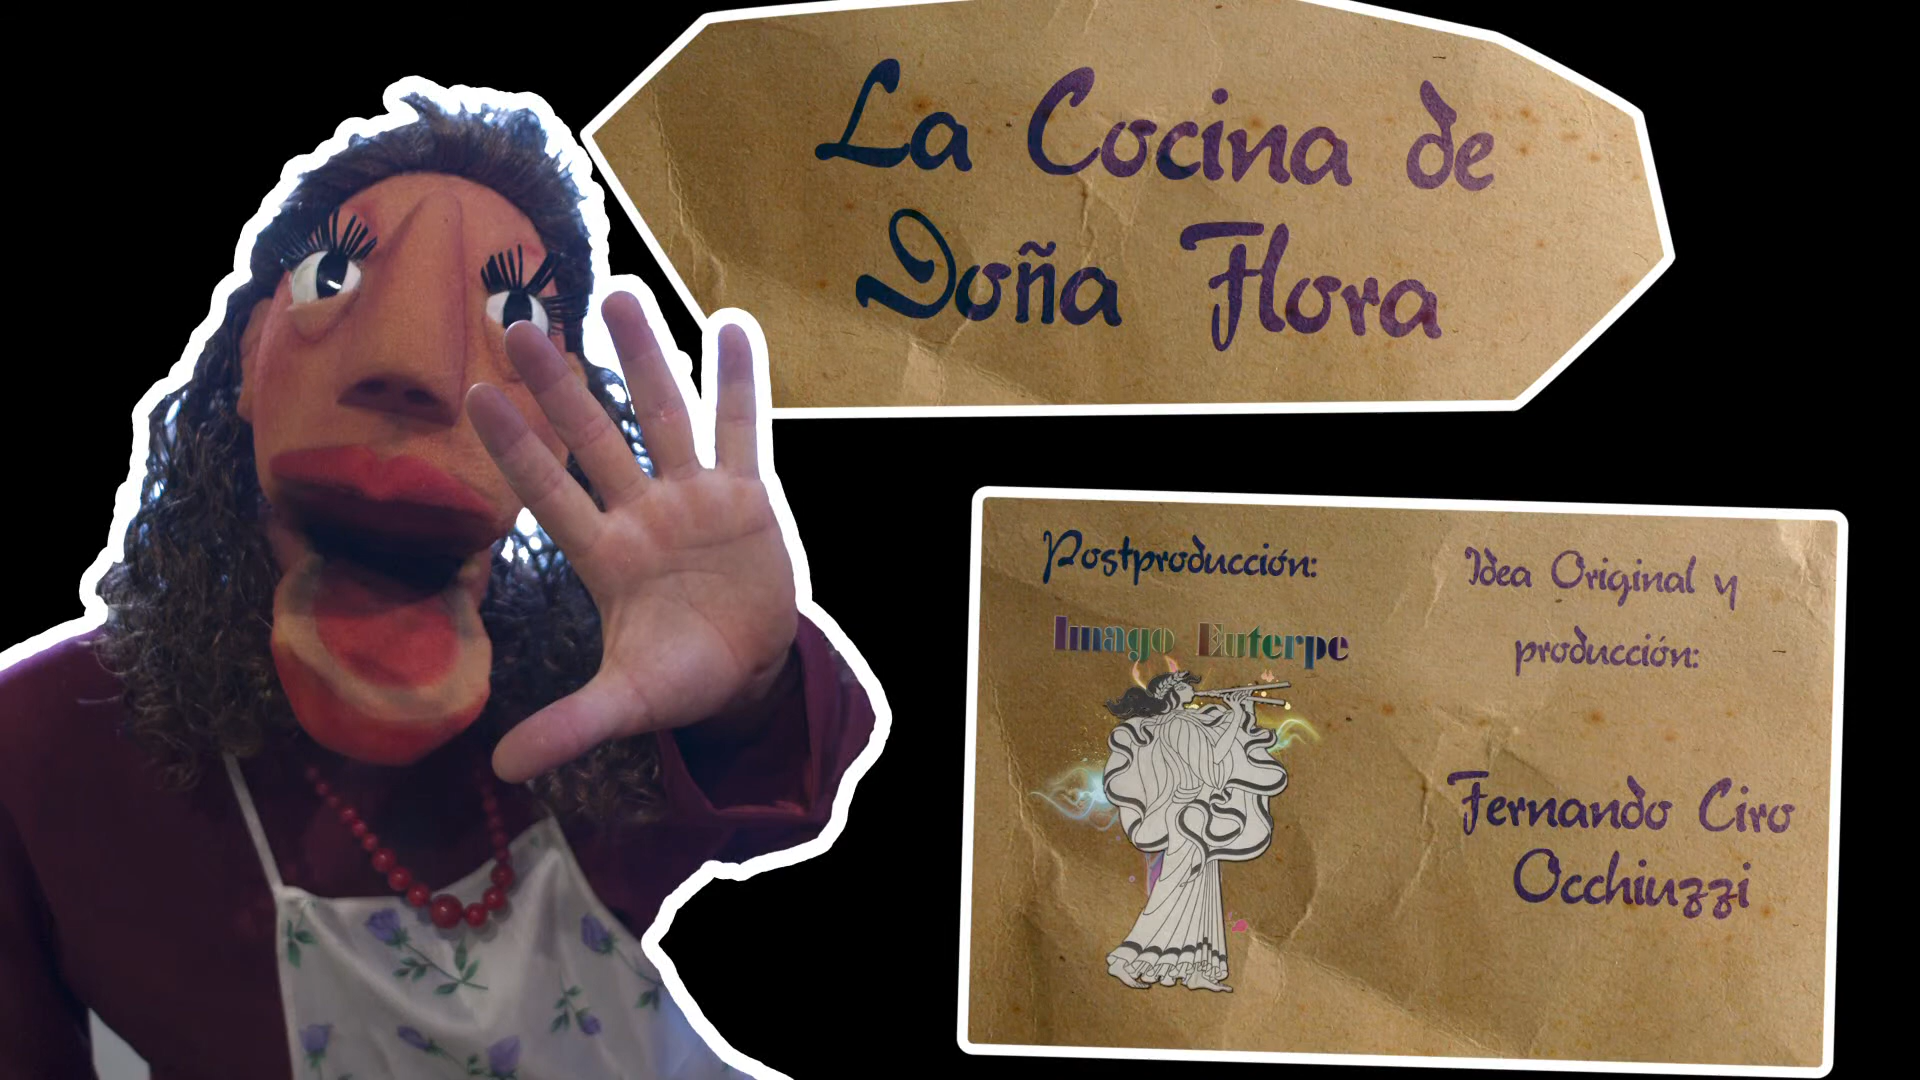 La Cocina de
Doña Flora
Postproducción:
Imago Euterpe
Idea Original y
producción:
Fernando Ciro
Occhiuzzi